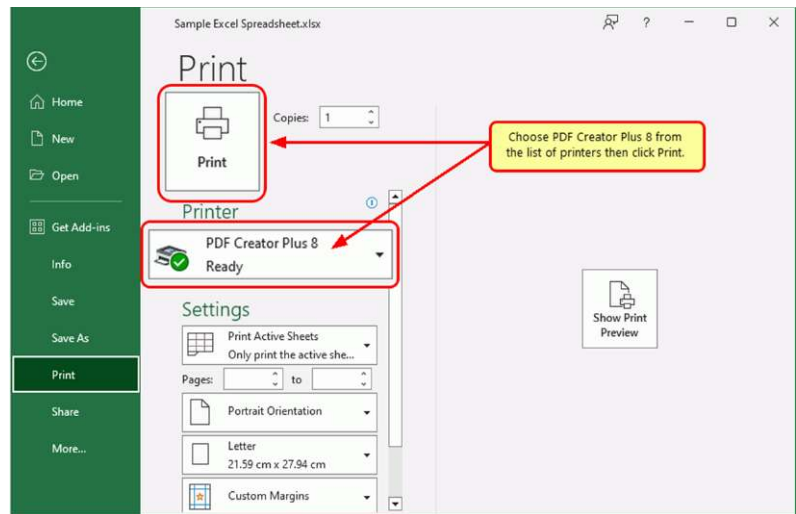 Sample Excel Spreadsheet.xlsx
?
Print
Home
New
Open
Get Add-ins
Info
Save
Save As
Print
Share
More...
Print
Copies: 1
Choose PDF Creator Plus 8 from
the list of printers then click Print.
Printer
PDF Creator Plus 8
Ready
Settings
Print Active Sheets
Only print the active she...
Pages: to
Portrait Orientation
Letter
21.59 cm x 27.94 cm
Custom Margins
Show Print
Preview